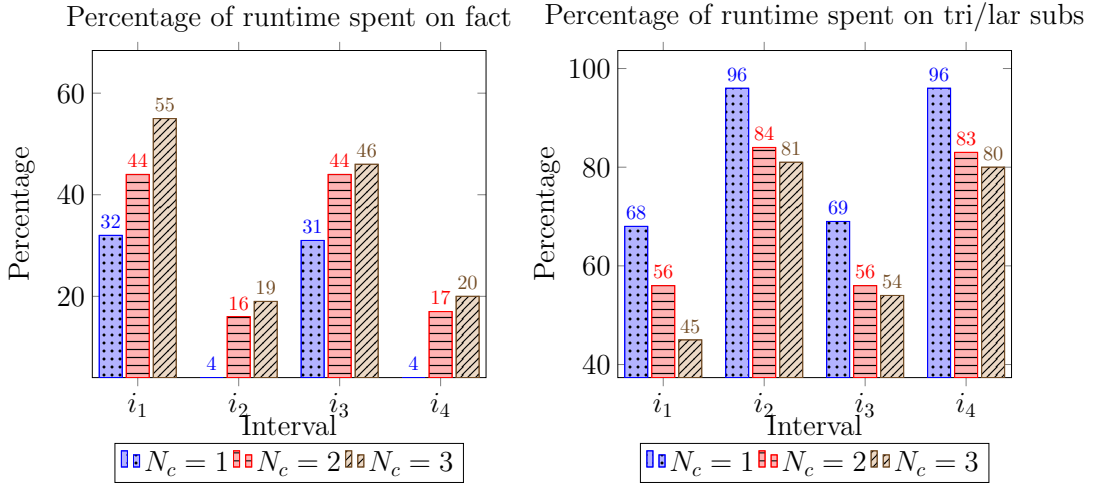 Percentage of runtime spent on fact
60
40
20
Percentage
32
44
55
4
16
19
31
44
46
4
17
20
i1
i2
i3
i4
Interval
Nc = 1
Nc = 2
Nc = 3
Percentage of runtime spent on tri/lar subs
100
80
60
40
Percentage
68
56
45
96
84
81
69
56
54
96
83
80
i1
i2
i3
i4
Interval
Nc = 1
Nc = 2
Nc = 3